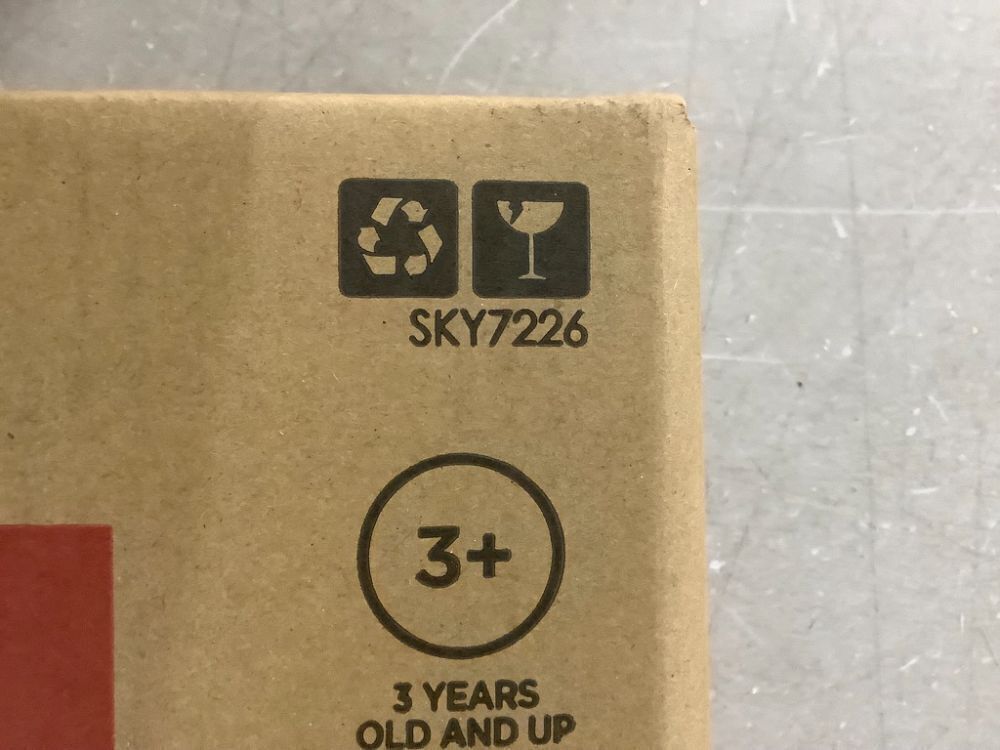 SKY7226
3+
3 YEARS
OLD AND UP